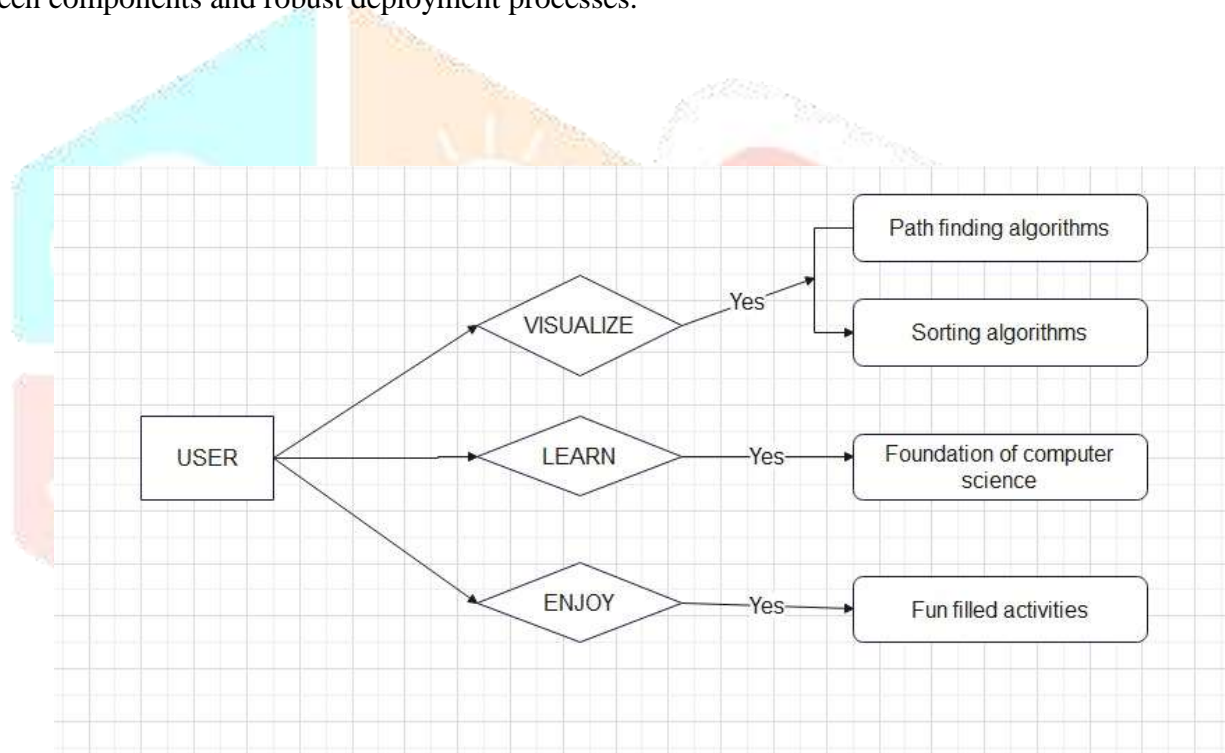 components and robust deployment processes.
Path finding algorithms
Yes
VISUALIZE
Sorting algorithms
USER
LEARN
Yes
Foundation of computer
science
ENJOY
Yes
Fun filled activities